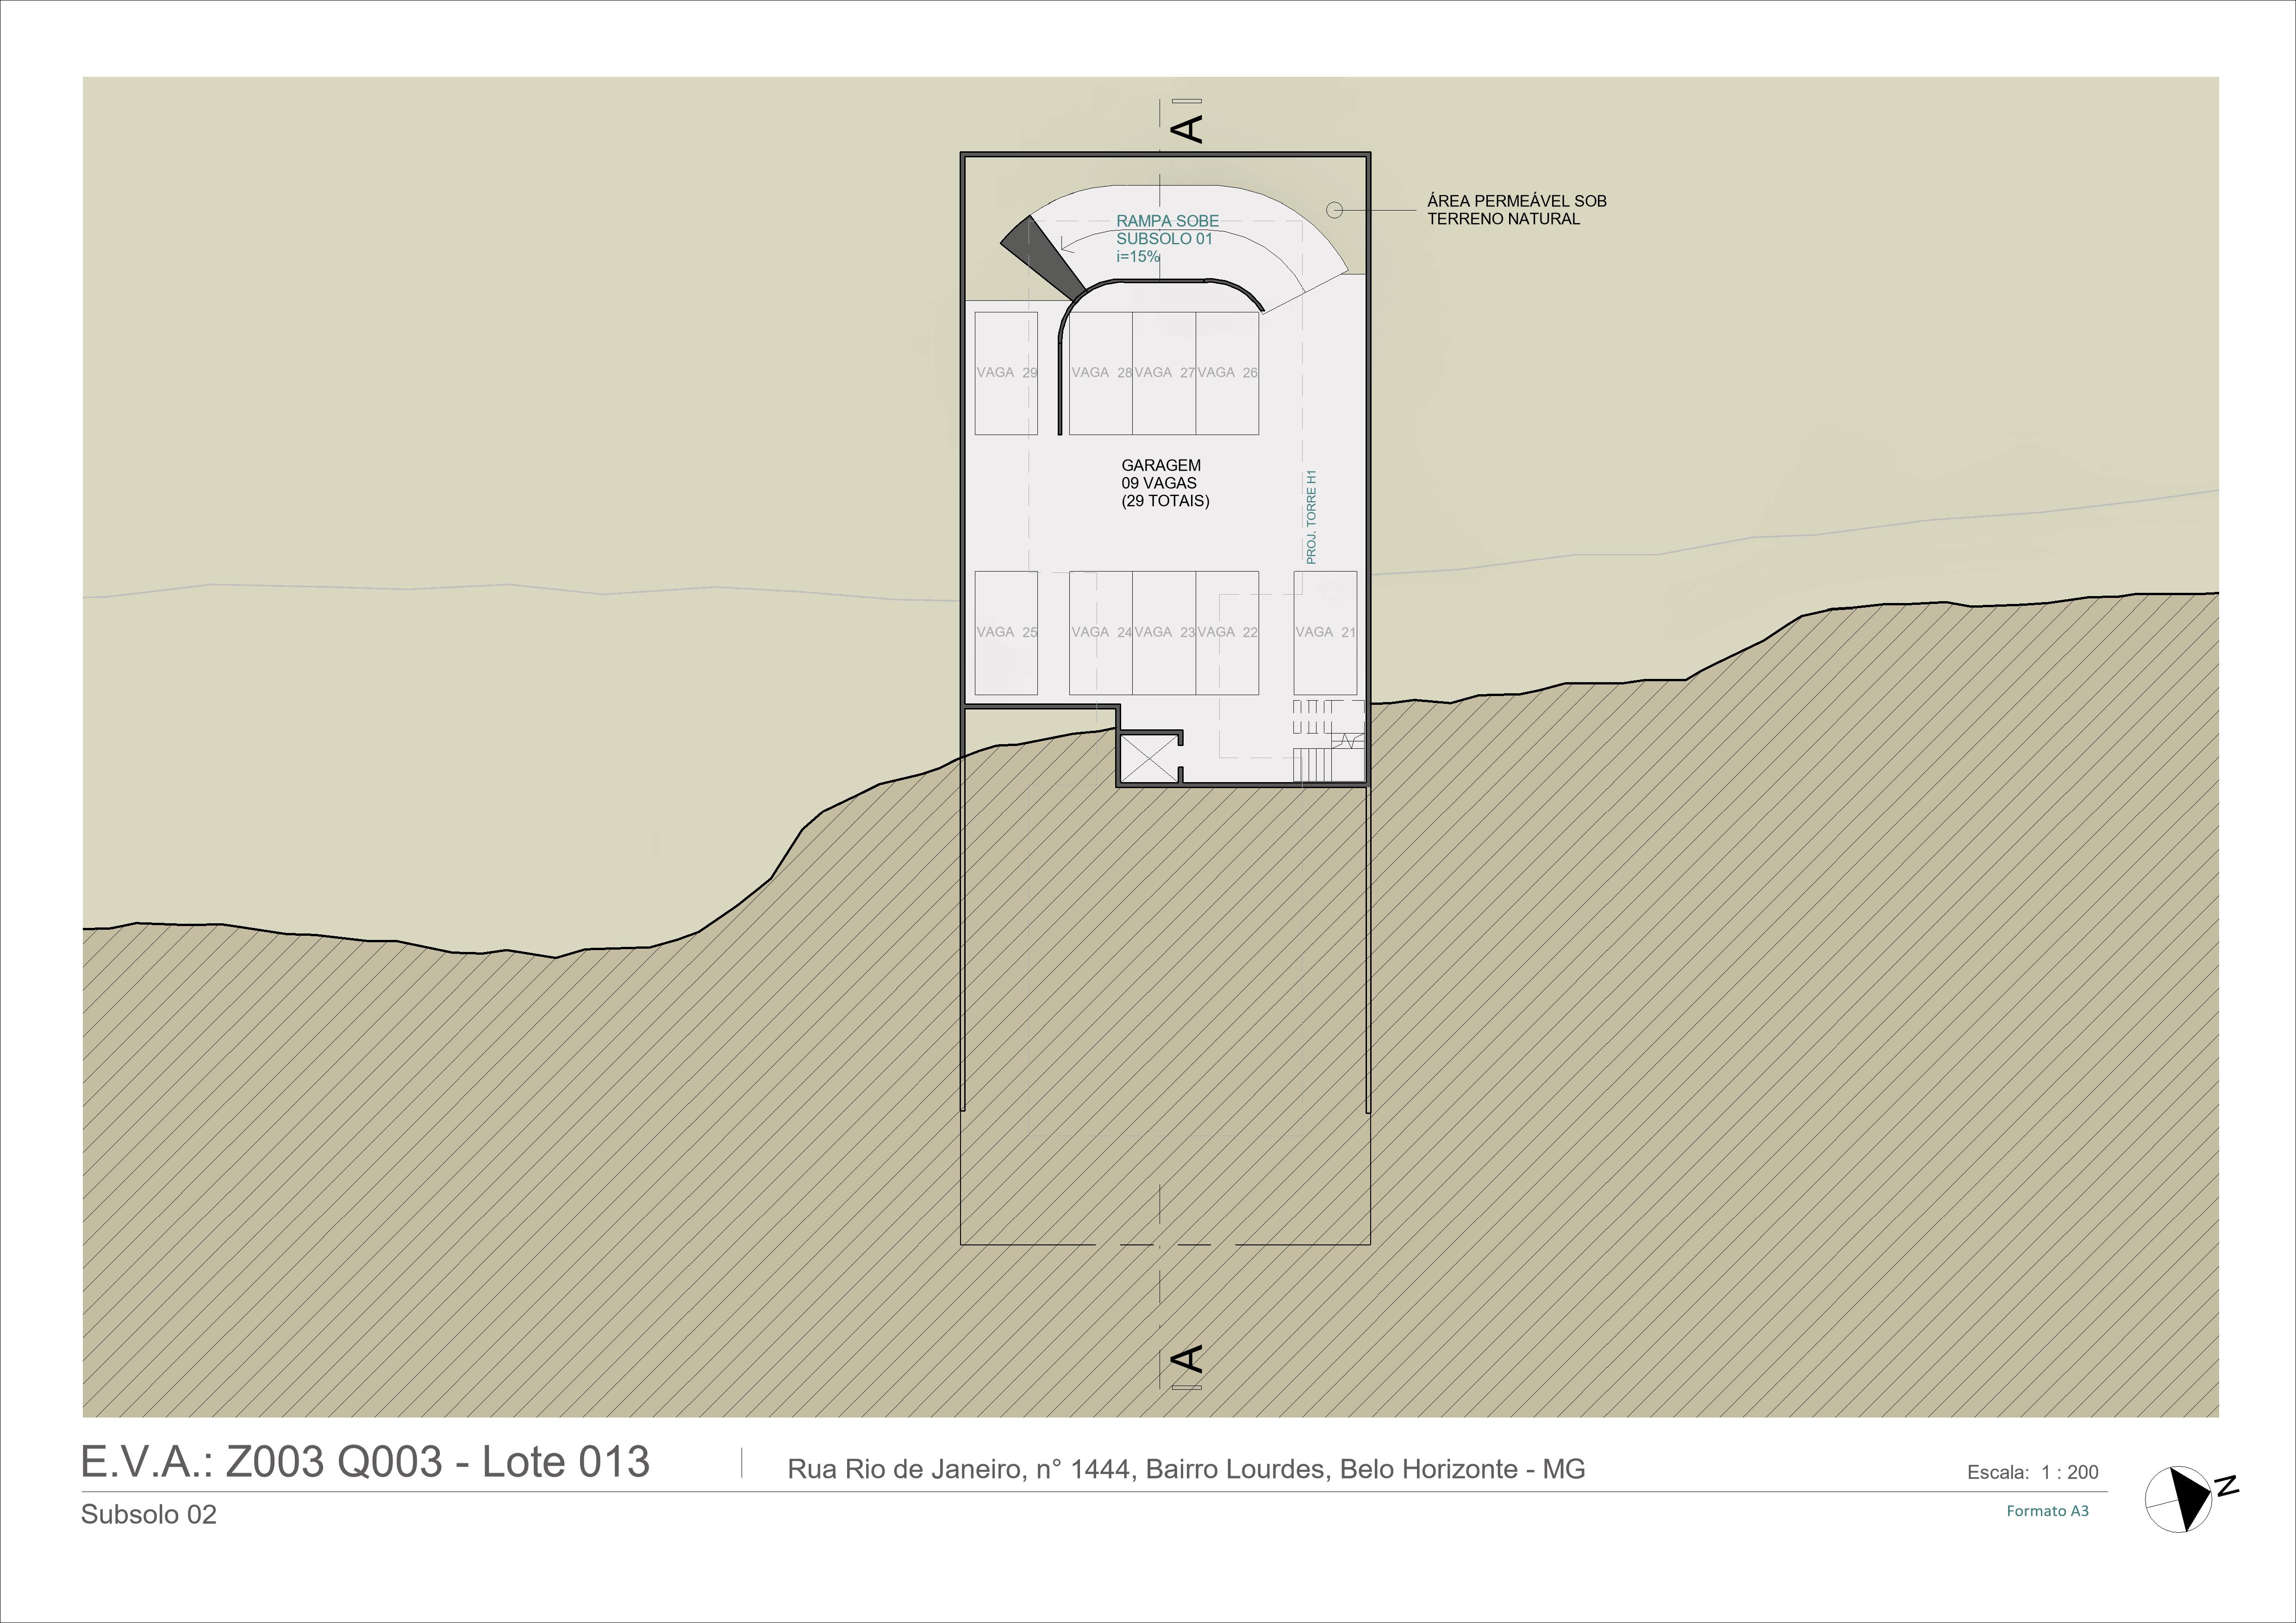 A
ÁREA PERMEÁVEL SOB
TERRENO NATURAL
RAMPA SOBE
SUBSOLO 01
i=15%
VAGA 29
VAGA 28
VAGA 27
VAGA 26
GARAGEM
09 VAGAS
(29 TOTAIS)
PROJ. TORRE H1
VAGA 25
VAGA 24
VAGA 23
VAGA 22
VAGA 21
A
E.V.A.: Z003 Q003 - Lote 013
Rua Rio de Janeiro, n° 1444, Bairro Lourdes, Belo Horizonte - MG
Escala: 1 : 200
Subsolo 02
Formato A3
N